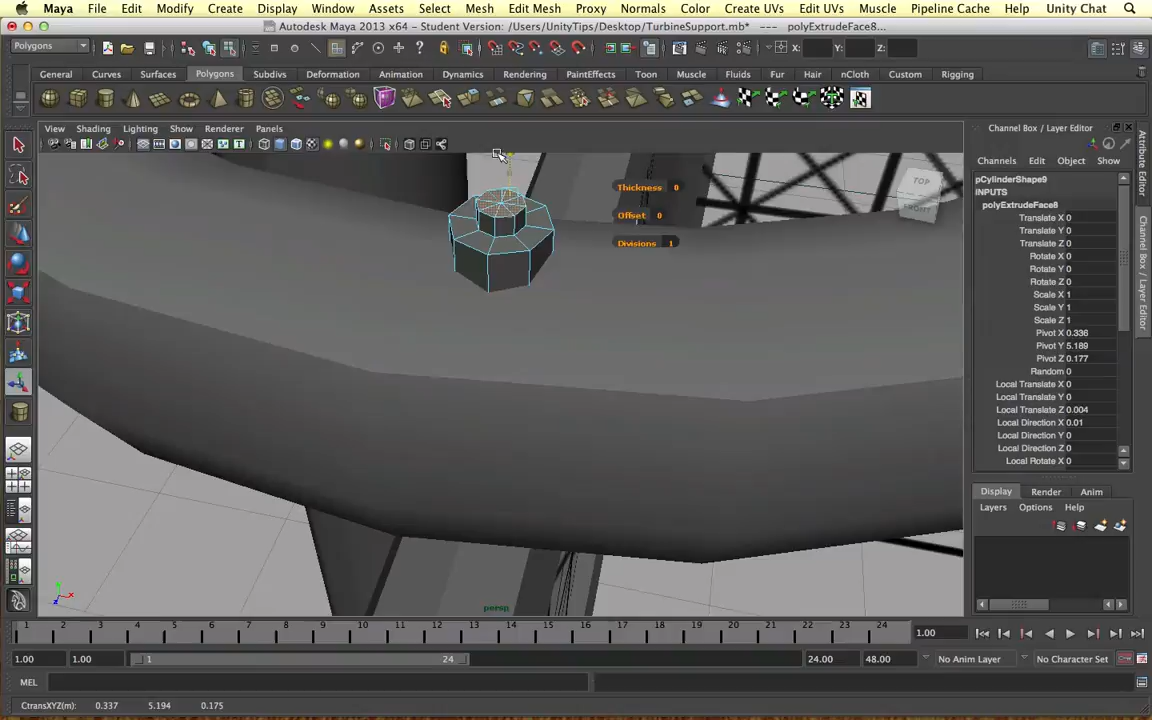 Maya File Edit Modify Create Display Window Assets Select Mesh Edit Mesh Proxy Normals Color Create UVs Edit UVs Muscle Pipeline Cache Help Unity Chat
Autodesk Maya 2013 x64 - Student Version: /Users/UnityTips/Desktop/TurbineSupport.mb* --- polyExtrudeFace8...
Polygons X: Y: Z:
General Curves Surfaces Polygons Subdivs Deformation Animation Dynamics Rendering PaintEffects Toon Muscle Fluids Fur Hair nCloth Custom Rigging
View Shading Lighting Show Renderer Panels
Channel Box / Layer Editor
Channels Edit Object Show
pCylinderShape9
INPUTS
polyExtrudeFace8
Translate X 0
Translate Y 0
Translate Z 0
Rotate X 0
Rotate Y 0
Rotate Z 0
Scale X 1
Scale Y 1
Scale Z 1
Pivot X 0.336
Pivot Y 5.189
Pivot Z 0.177
Random 0
Local Translate X 0
Local Translate Y 0
Local Translate Z 0.004
Local Direction X 0.01
Local Direction Y 0
Local Direction Z 0
Local Rotate X 0
Attribute Editor
Channel Box / Layer Editor
Thickness 0
Offset 0
Divisions 1
TOP
FRONT
Display Render Anim
Layers Options Help
y
x
z
persp
1 2 3 4 5 6 7 8 9 10 11 12 13 14 15 16 17 18 19 20 21 22 23 24 1.00
1.00 1.00 1 24 24.00 48.00 No Anim Layer No Character Set
MEL
CtransXYZ(m): 0.337 5.194 0.175